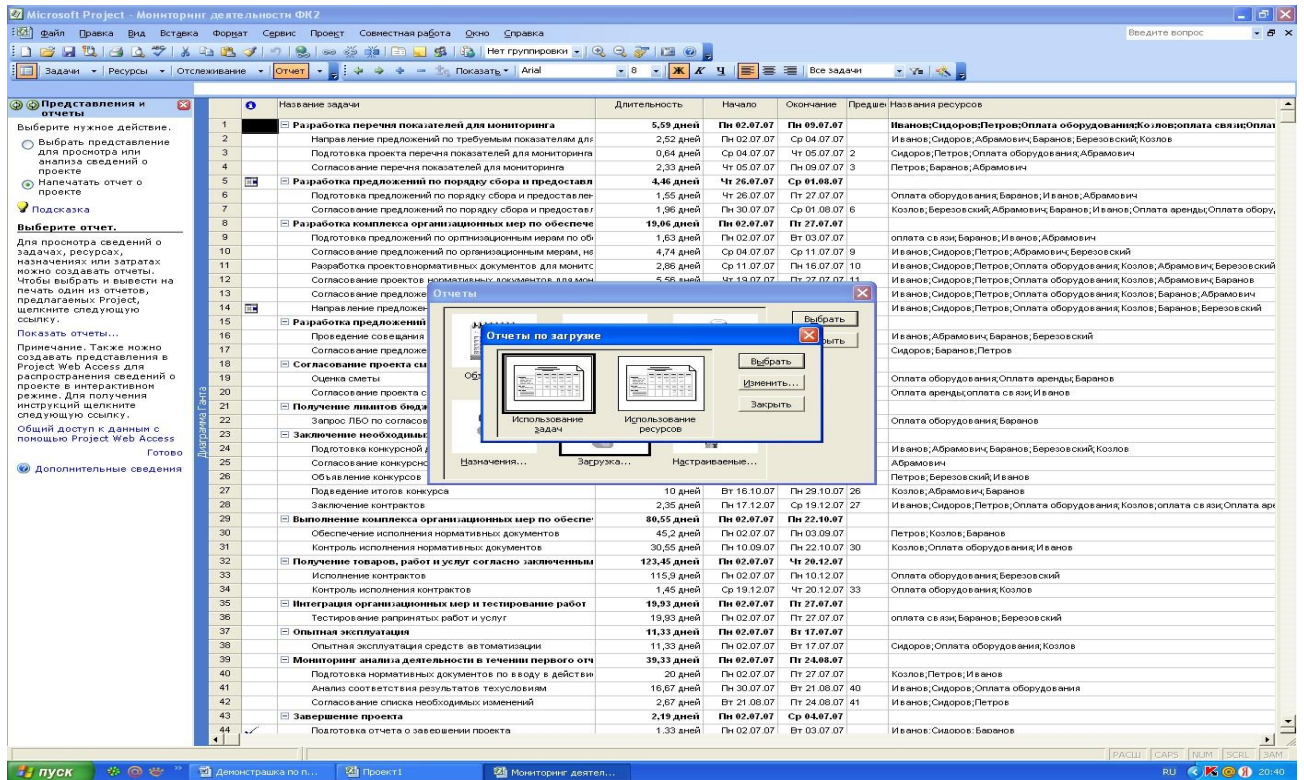 Microsoft Project - Мониторинг деятельности ФК2
Файл Правка Вид Вставка Формат Сервис Проект Совместная работа Окно Справка Введите вопрос
Нет группировки
Задачи Ресурсы Отслеживание Отчет Показать Arial 8 Ж К Ч Все задачи
Представления и отчеты
Выберите нужное действие.
Выбрать представление
для просмотра или
анализа сведений о
проекте
Напечатать отчет о
проекте
Подсказка
Выберите отчет.
Для просмотра сведений о
задачах, ресурсах,
назначениях или затратах
можно создавать отчеты.
Чтобы выбрать и вывести на
печать один из отчетов,
предлагаемых Project,
щелкните следующую
ссылку.
Показать отчеты...
Примечание. Также можно
создавать представления в
Project Web Access для
распространения сведений о
проекте в интерактивном
режиме. Для получения
инструкций щелкните
следующую ссылку.
Общий доступ к данным с
помощью Project Web Access
Готово
Дополнительные сведения
Диаграмма Ганта
Название задачи Длительность Начало Окончание Предшес Названия ресурсов
1 Разработка перечня показателей для мониторинга 5,59 дней Пн 02.07.07 Пн 09.07.07 Иванов;Сидоров;Петров;Оплата оборудования;Козлов;оплата связи;Оплат
2 Направление предложений по требуемым показателям для 2,52 дней Пн 02.07.07 Ср 04.07.07 Иванов;Сидоров;Абрамович;Баранов;Березовский;Козлов
3 Подготовка проекта перечня показателей для мониторинга 0,64 дней Ср 04.07.07 Чт 05.07.07 2 Сидоров;Петров;Оплата оборудования;Абрамович
4 Согласование перечня показателей для мониторинга 2,33 дней Чт 05.07.07 Пн 09.07.07 3 Петров;Баранов;Абрамович
5 Разработка предложений по порядку сбора и предоставл 4,46 дней Чт 26.07.07 Ср 01.08.07
6 Подготовка предложений по порядку сбора и предоставлен 1,55 дней Чт 26.07.07 Пт 27.07.07 Оплата оборудования;Баранов;Иванов;Абрамович
7 Согласование предложений по порядку сбора и предостав 1,96 дней Пн 30.07.07 Ср 01.08.07 6 Козлов;Березовский;Абрамович;Баранов;Иванов;Оплата аренды;Оплата обору,
8 Разработка комплекса организационных мер по обеспече 19,06 дней Пн 02.07.07 Пт 27.07.07
9 Подготовка предложений по оргпнизационным мерам по об 1,63 дней Пн 02.07.07 Вт 03.07.07 оплата связи;Баранов;Иванов;Абрамович
10 Согласование предложений по организационным мерам, на 4,74 дней Ср 04.07.07 Ср 11.07.07 9 Иванов;Сидоров;Петров;Абрамович;Березовский
11 Разработка проектовнормативных документов для монито 2,86 дней Ср 11.07.07 Пн 16.07.07 10 Иванов;Сидоров;Петров;Оплата оборудования;Козлов;Абрамович;Березовский
12 Согласование проектов нормативных документов для мон 5,56 дней Чт 19.07.07 Пт 27.07.07 11 Иванов;Сидоров;Петров;Оплата оборудования;Козлов;Абрамович;Баранов
13 Согласование предложе Иванов;Сидоров;Петров;Оплата оборудования;Козлов;Баранов;Абрамович
14 Направление предложен Иванов;Сидоров;Петров;Оплата оборудования;Козлов;Баранов;Березовский
15 Разработка предложений
16 Проведение совещания Иванов;Абрамович;Баранов;Березовский
17 Согласование предложе Сидоров;Баранов;Петров
18 Согласование проекта см
19 Оценка сметы Оплата оборудования;Оплата аренды;Баранов
20 Согласование проекта с Оплата аренды;оплата связи;Иванов
21 Получение лимитов бюдж
22 Запрос ЛБО по согласов Оплата оборудования;Баранов
23 Заключение необходимы
24 Подготовка конкурсной Иванов;Абрамович;Баранов;Березовский;Козлов
25 Согласование конкурсно Абрамович
26 Объявление конкурсов Петров;Березовский;Иванов
27 Подведение итогов конкурса 10 дней Вт 16.10.07 Пн 29.10.07 26 Козлов;Абрамович;Баранов
28 Заключение контрактов 2,35 дней Пн 17.12.07 Ср 19.12.07 27 Иванов;Сидоров;Петров;Оплата оборудования;Козлов;оплата связи;Оплата аре
29 Выполнение комплекса организационных мер по обеспе 80,55 дней Пн 02.07.07 Пн 22.10.07
30 Обеспечение исполнения нормативных документов 45,2 дней Пн 02.07.07 Пн 03.09.07 Петров;Козлов;Баранов
31 Контроль исполнения нормативных документов 30,55 дней Пн 10.09.07 Пн 22.10.07 30 Козлов;Оплата оборудования;Иванов
32 Получение товаров, работ и услуг согласно заключенным 123,45 дней Пн 02.07.07 Чт 20.12.07
33 Исполнение контрактов 115,9 дней Пн 02.07.07 Пн 10.12.07 Оплата оборудования;Березовский
34 Контроль исполнения контрактов 1,45 дней Ср 19.12.07 Чт 20.12.07 33 Оплата оборудования;Козлов
35 Интеграция организационных мер и тестирование работ 19,93 дней Пн 02.07.07 Пт 27.07.07
36 Тестирование рапринятых работ и услуг 19,93 дней Пн 02.07.07 Пт 27.07.07 оплата связи;Баранов;Березовский
37 Опытная эксплуатация 11,33 дней Пн 02.07.07 Вт 17.07.07
38 Опытная эксплуатация средств автоматизации 11,33 дней Пн 02.07.07 Вт 17.07.07 Сидоров;Оплата оборудования;Козлов
39 Мониторинг анализа деятельности в течении первого отч 39,33 дней Пн 02.07.07 Пт 24.08.07
40 Подготовка нормативных документов по вводу в действи 20 дней Пн 02.07.07 Пт 27.07.07 Козлов;Петров;Иванов
41 Анализ соответствия результатов техусловиям 16,67 дней Пн 30.07.07 Вт 21.08.07 40 Иванов;Сидоров;Оплата оборудования
42 Согласование списка необходимых изменений 2,67 дней Вт 21.08.07 Пт 24.08.07 41 Иванов;Сидоров;Петров
43 Завершение проекта 2,19 дней Пн 02.07.07 Ср 04.07.07
44 Подготовка отчета о завершении проекта 1,33 дней Пн 02.07.07 Вт 03.07.07 Иванов;Сидоров;Баранов
Отчеты
Выбрать
Назначения... Загрузка... Настраиваемые...
Отчеты по загрузке
Выбрать
Изменить...
Закрыть
Использование задач
Использование ресурсов
РАСШ CAPS NUM SCRL ЗАМ
пуск Демонстрашка по п... Проект1 Мониторинг деятел... RU 20:40